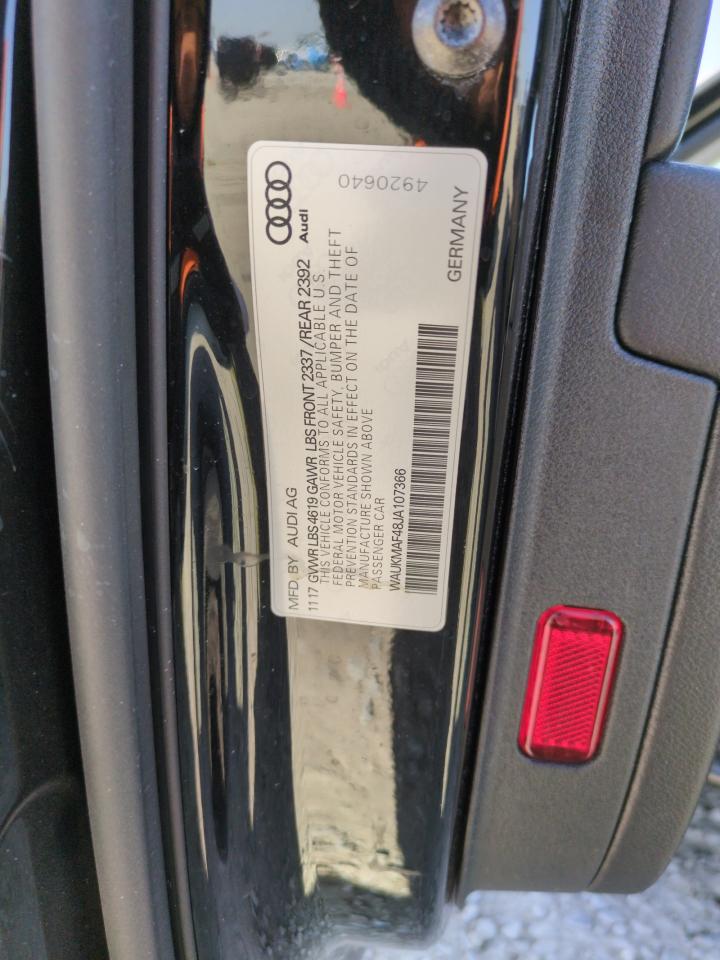 MFD. BY AUDI AG
Audi
11 17 GVWR LBS 4619 GAWR LBS FRONT 2337 / REAR 2392
THIS VEHICLE CONFORMS TO ALL APPLICABLE U.S.
FEDERAL MOTOR VEHICLE SAFETY, BUMPER AND THEFT
PREVENTION STANDARDS IN EFFECT ON THE DATE OF
MANUFACTURE SHOWN ABOVE
PASSENGER CAR
WAUKMAF48JA107366
GERMANY
4920640